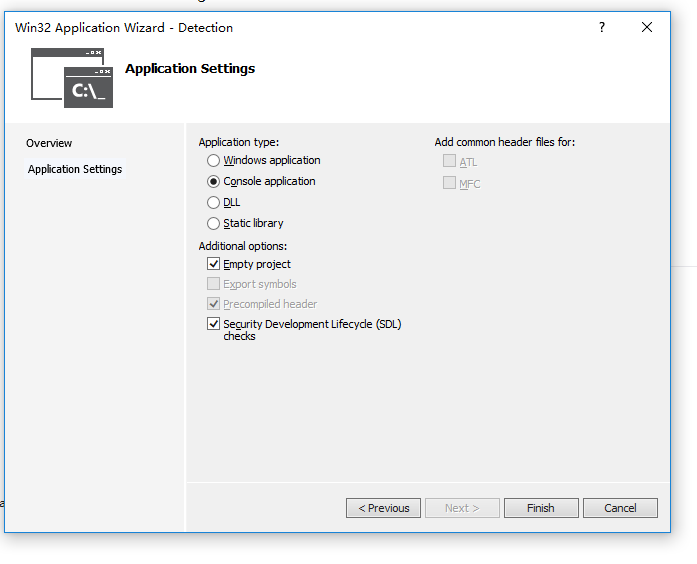 Win32 Application Wizard - Detection
?
C:\_
Application Settings
Overview
Application Settings
Application type:
Windows application
Console application
DLL
Static library
Add common header files for:
ATL
MFC
Additional options:
Empty project
Export symbols
Precompiled header
Security Development Lifecycle (SDL)
checks
< Previous
Next >
Finish
Cancel